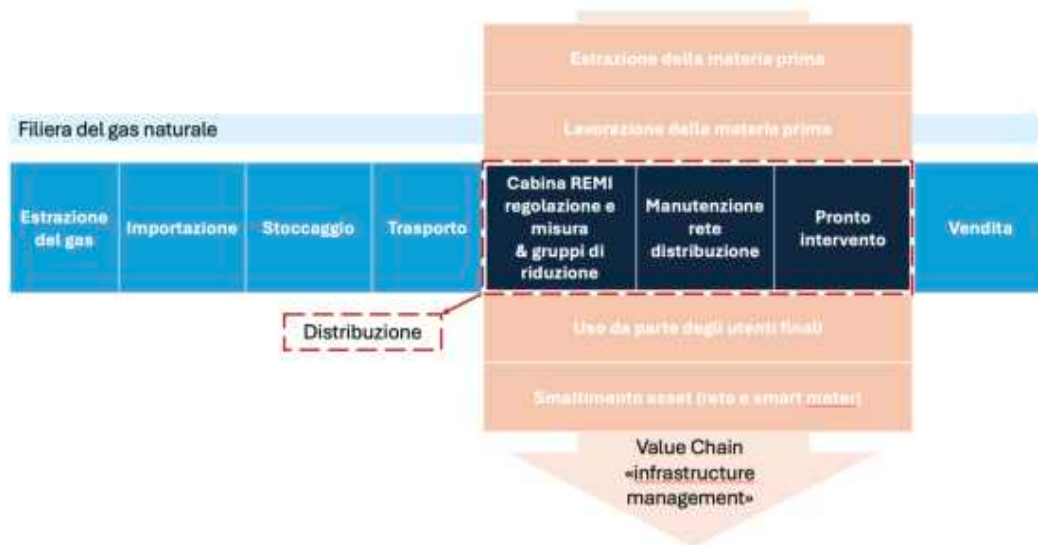 Estrazione della materia prima
Lavorazione della materia prima
Filiera del gas naturale
Estrazione
del gas
Importazione
Stoccaggio
Trasporto
Cabina REMI
regolazione e
misura
& gruppi di
riduzione
Manutenzione
rete
distribuzione
Pronto
intervento
Vendita
Distribuzione
Uso da parte degli utenti finali
Smaltimento asset (rete e smart meter)
Value Chain
«infrastructure
management»